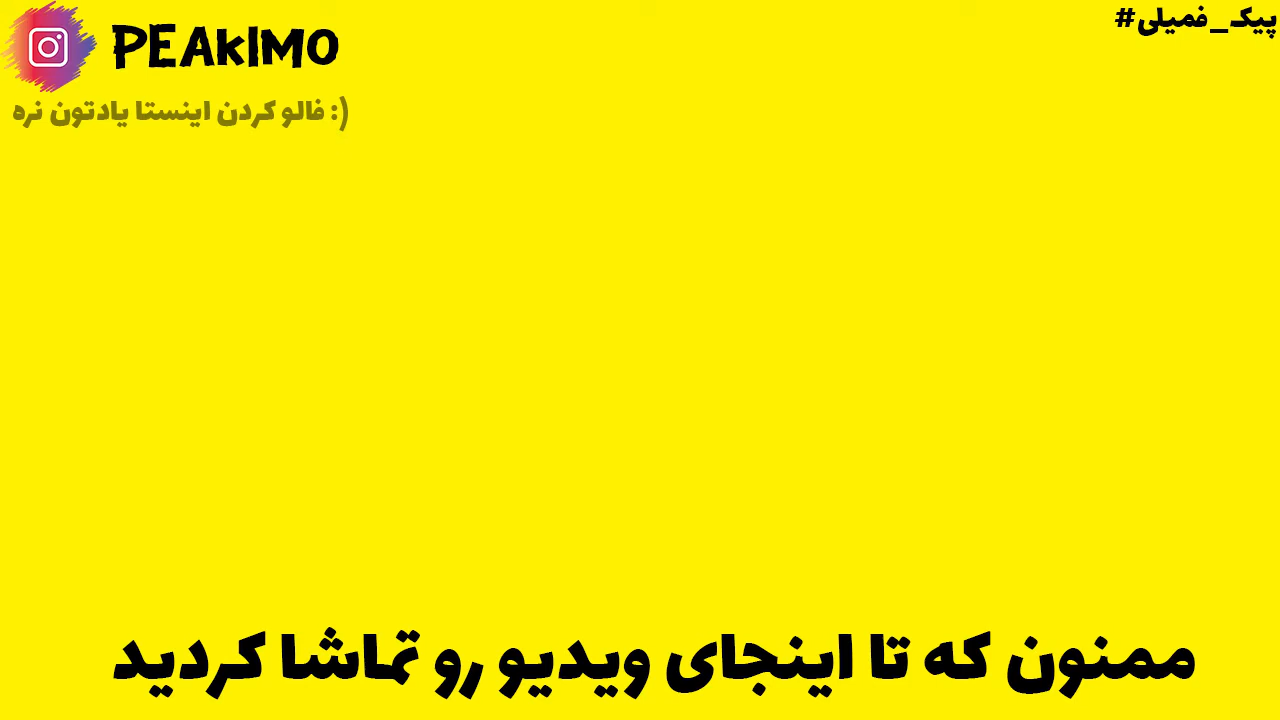 PEAkIMO
#پیک_فمیلی
فالو کردن اینستا یادتون نره :)
ممنون که تا اینجای ویدیو رو تماشا کردید